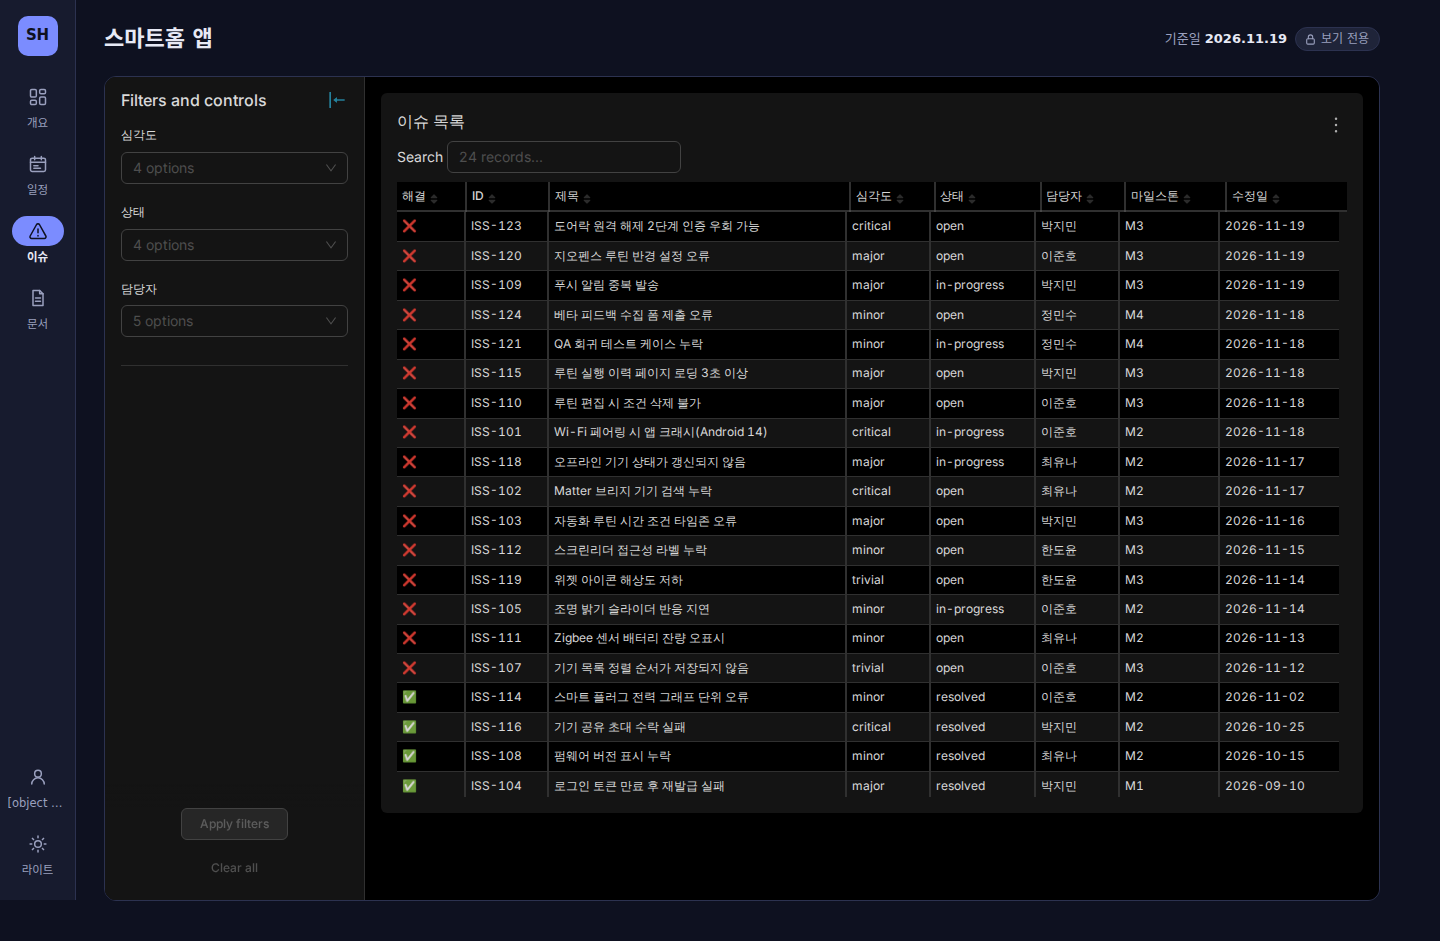 SH
스마트홈 앱
기준일 2026.11.19 보기 전용
개요
일정
이슈
문서
[object ...
라이트
Filters and controls
심각도
4 options
상태
4 options
담당자
5 options
Apply filters
Clear all
이슈 목록
Search 24 records...
해결 ID 제목 심각도 상태 담당자 마일스톤 수정일
❌ ISS-123 도어락 원격 해제 2단계 인증 우회 가능 critical open 박지민 M3 2026-11-19
❌ ISS-120 지오펜스 루틴 반경 설정 오류 major open 이준호 M3 2026-11-19
❌ ISS-109 푸시 알림 중복 발송 major in-progress 박지민 M3 2026-11-19
❌ ISS-124 베타 피드백 수집 폼 제출 오류 minor open 정민수 M4 2026-11-18
❌ ISS-121 QA 회귀 테스트 케이스 누락 minor in-progress 정민수 M4 2026-11-18
❌ ISS-115 루틴 실행 이력 페이지 로딩 3초 이상 major open 박지민 M3 2026-11-18
❌ ISS-110 루틴 편집 시 조건 삭제 불가 major open 이준호 M3 2026-11-18
❌ ISS-101 Wi-Fi 페어링 시 앱 크래시(Android 14) critical in-progress 이준호 M2 2026-11-18
❌ ISS-118 오프라인 기기 상태가 갱신되지 않음 major in-progress 최유나 M2 2026-11-17
❌ ISS-102 Matter 브리지 기기 검색 누락 critical open 최유나 M2 2026-11-17
❌ ISS-103 자동화 루틴 시간 조건 타임존 오류 major open 박지민 M3 2026-11-16
❌ ISS-112 스크린리더 접근성 라벨 누락 minor open 한도윤 M3 2026-11-15
❌ ISS-119 위젯 아이콘 해상도 저하 trivial open 한도윤 M3 2026-11-14
❌ ISS-105 조명 밝기 슬라이더 반응 지연 minor in-progress 이준호 M2 2026-11-14
❌ ISS-111 Zigbee 센서 배터리 잔량 오표시 minor open 최유나 M2 2026-11-13
❌ ISS-107 기기 목록 정렬 순서가 저장되지 않음 trivial open 이준호 M3 2026-11-12
✅ ISS-114 스마트 플러그 전력 그래프 단위 오류 minor resolved 이준호 M2 2026-11-02
✅ ISS-116 기기 공유 초대 수락 실패 critical resolved 박지민 M2 2026-10-25
✅ ISS-108 펌웨어 버전 표시 누락 minor resolved 최유나 M2 2026-10-15
✅ ISS-104 로그인 토큰 만료 후 재발급 실패 major resolved 박지민 M1 2026-09-10